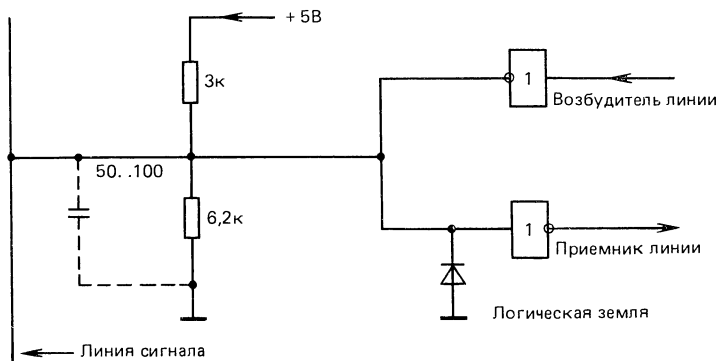 + 5В
3к
1
Возбудитель линии
50. .100
6,2к
1
Приемник линии
Логическая земля
Линия сигнала